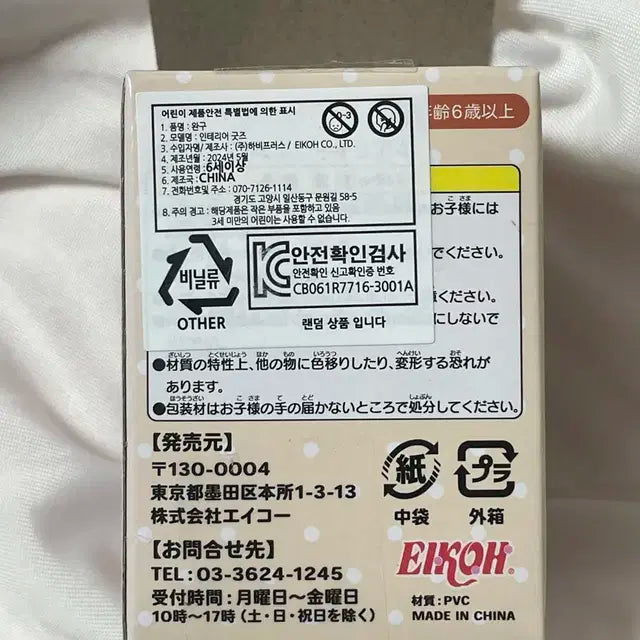 어린이 제품안전 특별법에 의한 표시
1. 품명 : 완구
2. 모델명 : 인테리어 굿즈
3. 수입자명/ 제조사 : (주)하비프러스 / EIKOH CO., LTD.
4. 제조년월 : 2024년 5월
5. 사용연령 : 6세이상
6. 제조국 : CHINA
7. 전화번호및 주소 : 070-7126-1114
경기도 고양시 일산동구 문원길 58-5
8. 주의 경고 : 해당제품은 작은 부품을 포함하고 있음
3세 미만의 어린이는 사용할 수 없습니다.
0-3
年齢6歳以上
비닐류
OTHER
KC 안전확인검사
안전확인 신고확인증 번호
CB061R7716-3001A
랜덤 상품 입니다
お子様には
でください。
ください。
にしないで
●材質の特性上、他の物に色移りしたり、変形する恐れが
あります。
●包装材はお子様の手の届かないところで処分してください。
【発売元】
〒130-0004
東京都墨田区本所1-3-13
株式会社エイコー
【お問合せ先】
TEL:03-3624-1245
受付時間:月曜日〜金曜日
10時〜17時(土・日・祝日を除く)
紙
中袋
プラ
外箱
EIKOH.
材質:PVC
MADE IN CHINA